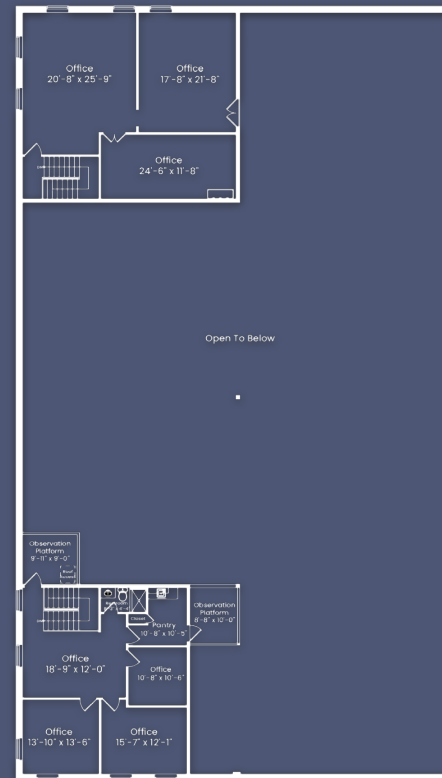 Office
20'-8" x 25'-9"
Office
17'-8" x 21'-8"
Office
24'-6" x 11'-8"
Open To Below
Observation
Platform
9'-11" x 9'-0"
Roof
Observation
Platform
8'-8" x 10'-0"
Closet
Pantry
10'-8" x 10'-5"
Office
18'-9" x 12'-0"
Office
10'-8" x 10'-6"
Office
13'-10" x 13'-6"
Office
15'-7" x 12'-1"